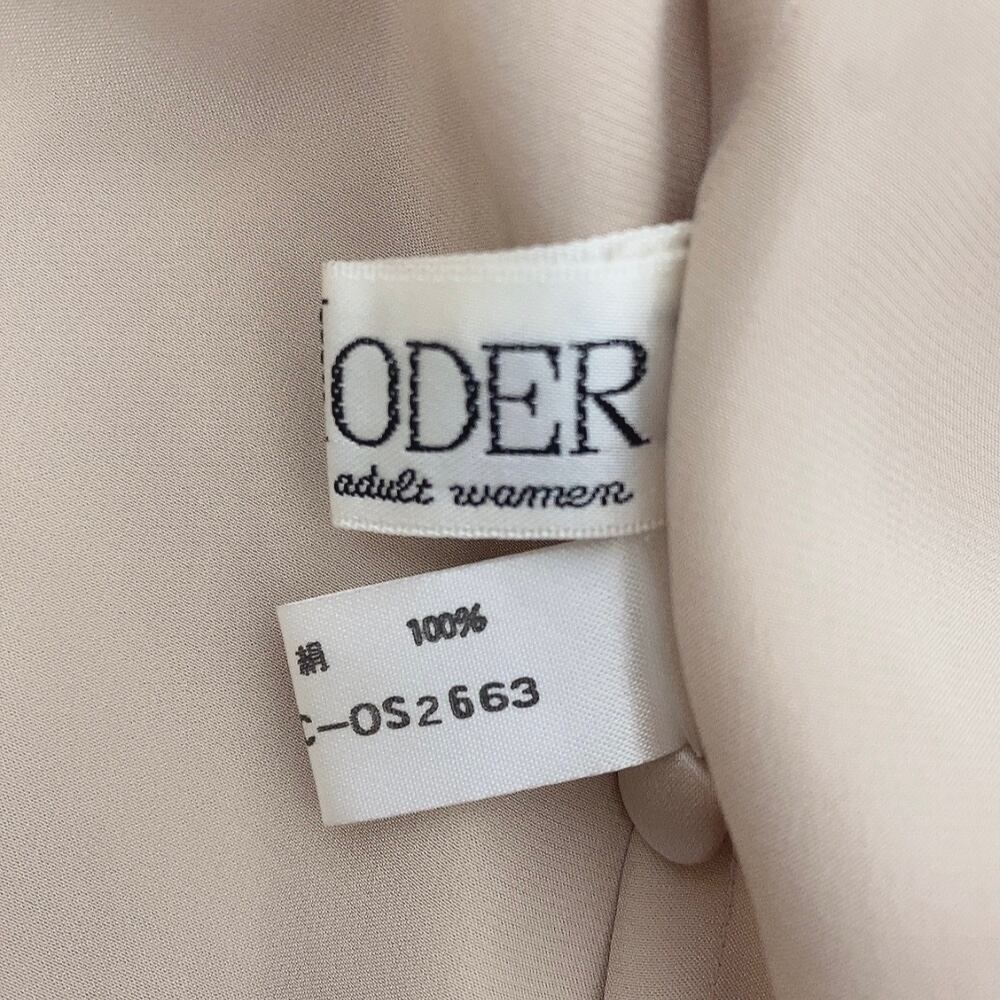 ODER
adult wamen
絹 100%
C-OS2663